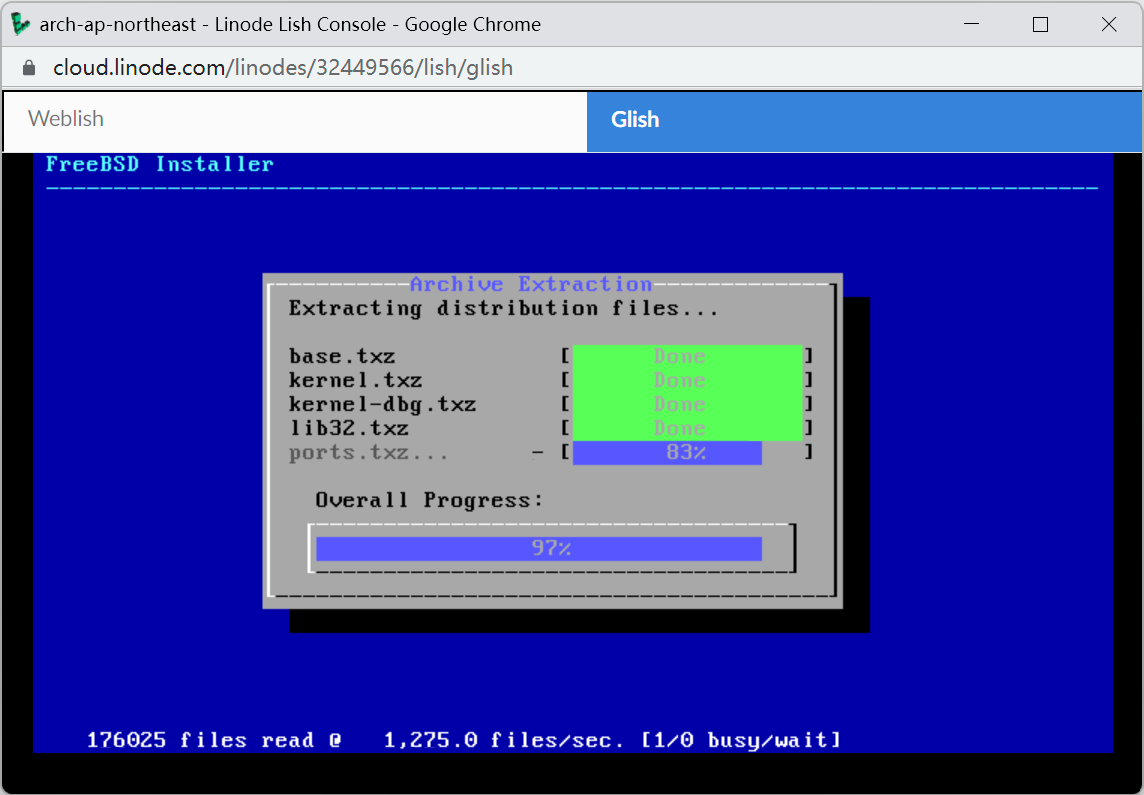 arch-ap-northeast - Linode Lish Console - Google Chrome
cloud.linode.com/linodes/32449566/lish/glish
Weblish Glish
FreeBSD Installer
Archive Extraction
Extracting distribution files...
base.txz [ Done ]
kernel.txz [ Done ]
kernel-dbg.txz [ Done ]
lib32.txz [ Done ]
ports.txz... - [ 83% ]
Overall Progress:
97%
176025 files read @ 1,275.0 files/sec. [1/0 busy/wait]